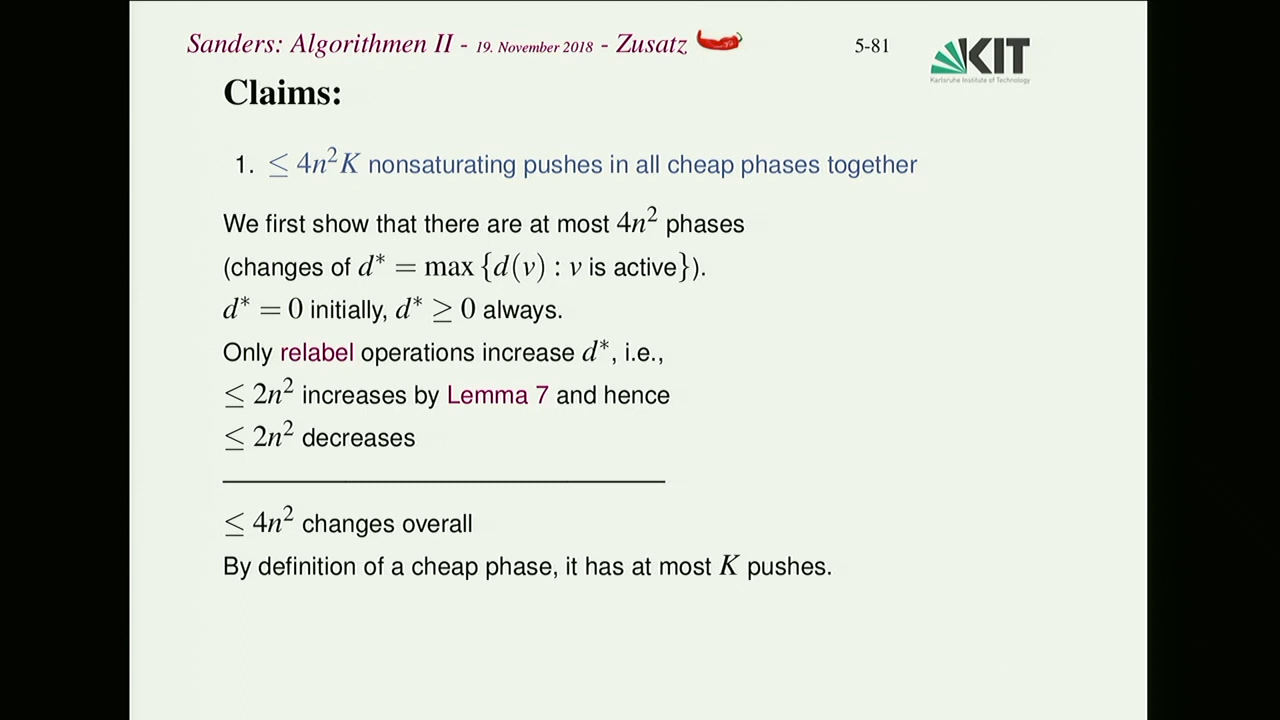 Sanders: Algorithmen II - 19. November 2018 - Zusatz
5-81
KIT
Karlsruhe Institute of Technology
Claims:
1. ≤ 4n²K nonsaturating pushes in all cheap phases together
We first show that there are at most 4n² phases
(changes of d* = max {d(v) : v is active}).
d* = 0 initially, d* ≥ 0 always.
Only relabel operations increase d*, i.e.,
≤ 2n² increases by Lemma 7 and hence
≤ 2n² decreases
≤ 4n² changes overall
By definition of a cheap phase, it has at most K pushes.